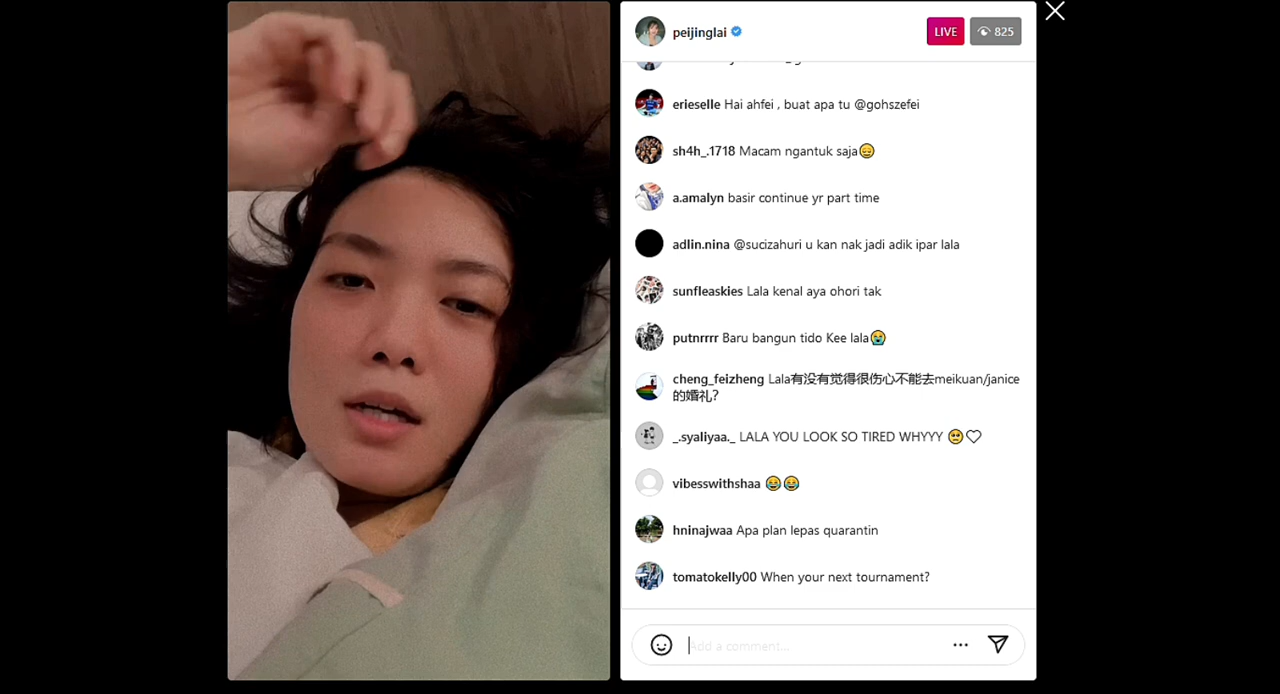 peijinglai
LIVE
825
erieselle Hai ahfei , buat apa tu @gohszefei
sh4h_.1718 Macam ngantuk saja😔
a.amalyn basir continue yr part time
adlin.nina @sucizahuri u kan nak jadi adik ipar lala
sunfleaskies Lala kenal aya ohori tak
putnrrrr Baru bangun tido Kee lala😭
cheng_feizheng Lala有没有觉得很伤心不能去meikuan/janice
的婚礼?
_.syaliyaa._ LALA YOU LOOK SO TIRED WHYYY 🥺🤍
vibesswithshaa 😂😂
hninajwaa Apa plan lepas quarantin
tomatokelly00 When your next tournament?
Add a comment...